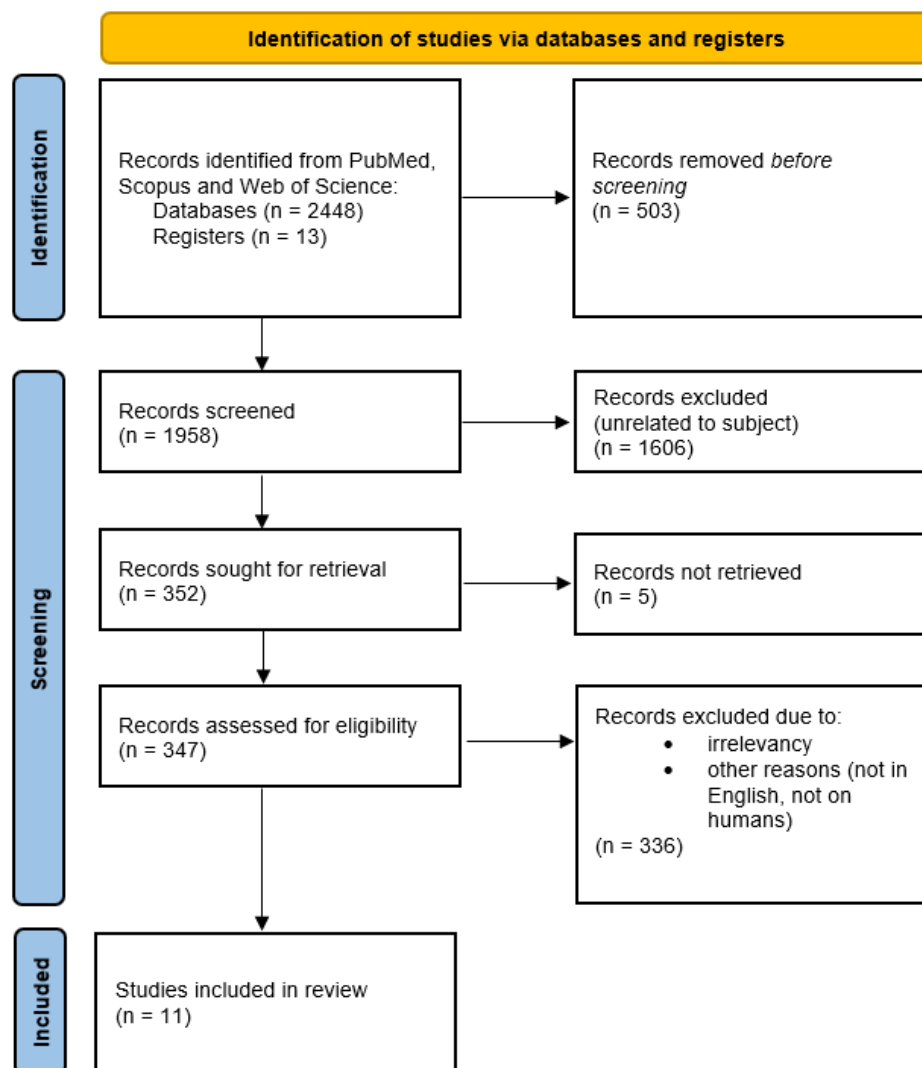 Identification of studies via databases and registers
Identification
Records identified from PubMed,
Scopus and Web of Science:
Databases (n = 2448)
Registers (n = 13)
Records removed before
screening
(n = 503)
Screening
Records screened
(n = 1958)
Records excluded
(unrelated to subject)
(n = 1606)
Records sought for retrieval
(n = 352)
Records not retrieved
(n = 5)
Records assessed for eligibility
(n = 347)
Records excluded due to:
• irrelevancy
• other reasons (not in
English, not on
humans)
(n = 336)
Included
Studies included in review
(n = 11)